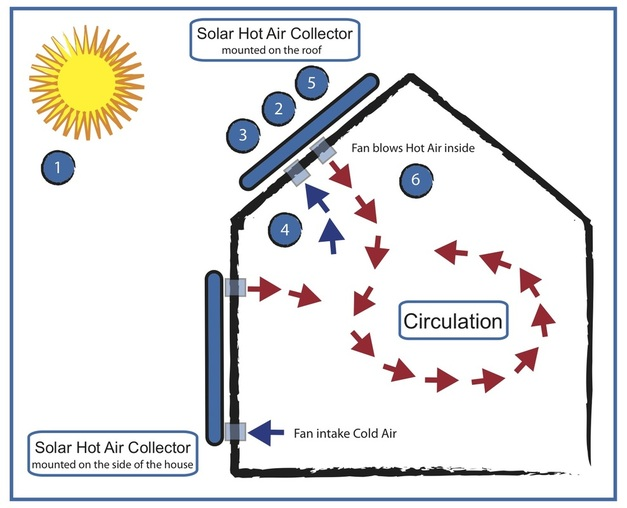 Solar Hot Air Collector
mounted on the roof
5
2
3
1
Fan blows Hot Air inside
6
4
Circulation
Fan intake Cold Air
Solar Hot Air Collector
mounted on the side of the house